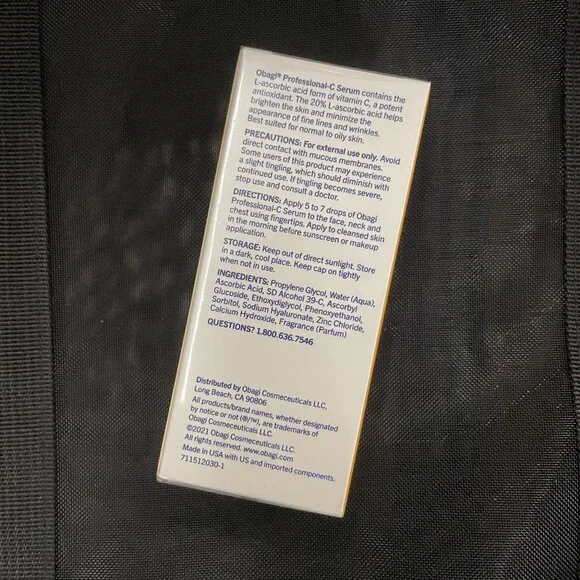 Obagi® Professional-C Serum contains the
L-ascorbic acid form of vitamin C, a potent
antioxidant. The 20% L-ascorbic acid helps
brighten the skin and minimize the
appearance of fine lines and wrinkles.
Best suited for normal to oily skin.
PRECAUTIONS: For external use only. Avoid
direct contact with mucous membranes.
Some users of this product may experience
a slight tingling, which should diminish with
continued use. If tingling becomes severe,
stop use and consult a doctor.
DIRECTIONS: Apply 5 to 7 drops of Obagi
Professional-C Serum to the face, neck and
chest using fingertips. Apply to cleansed skin
in the morning before sunscreen or makeup
application.
STORAGE: Keep out of direct sunlight. Store
in a dark, cool place. Keep cap on tightly
when not in use.
INGREDIENTS: Propylene Glycol, Water (Aqua),
Ascorbic Acid, SD Alcohol 39-C, Ascorbyl
Glucoside, Ethoxydiglycol, Phenoxyethanol,
Sorbitol, Sodium Hyaluronate, Zinc Chloride,
Calcium Hydroxide, Fragrance (Parfum)
QUESTIONS? 1.800.636.7546
Distributed by Obagi Cosmeceuticals LLC,
Long Beach, CA 90806
All products/brand names, whether designated
by notice or not (®/™), are trademarks of
Obagi Cosmeceuticals LLC.
©2021 Obagi Cosmeceuticals LLC.
All rights reserved. www.obagi.com
Made in USA with US and imported components.
711512030-1